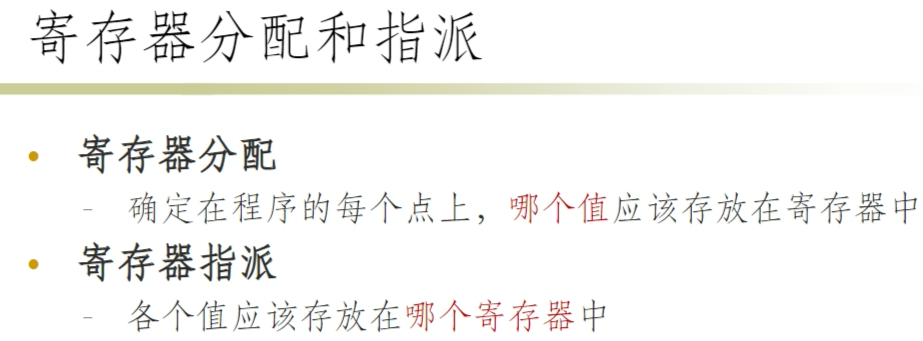 寄存器分配和指派
• 寄存器分配
- 确定在程序的每个点上，哪个值应该存放在寄存器中
• 寄存器指派
- 各个值应该存放在哪个寄存器中